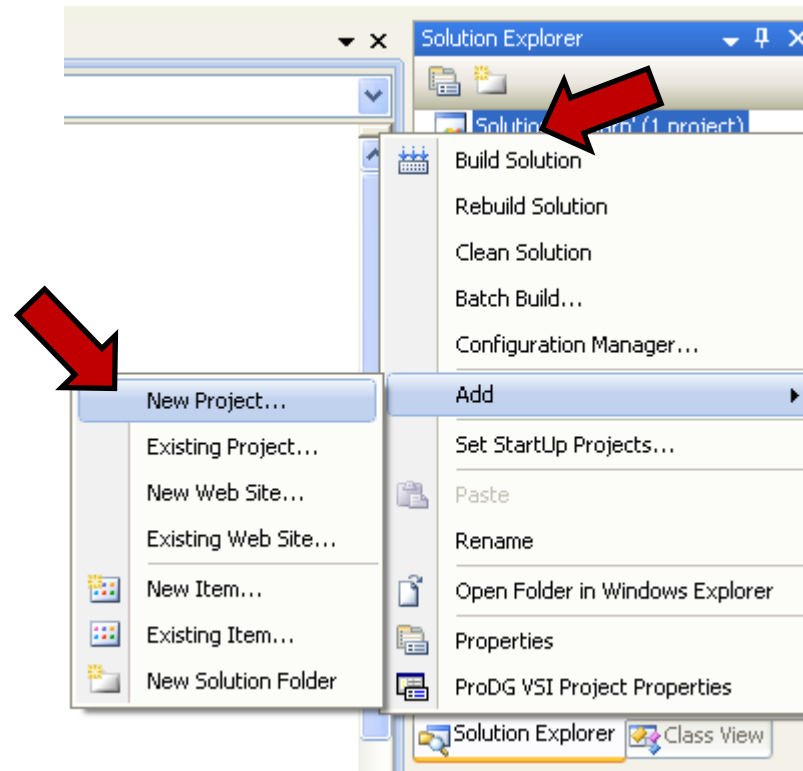 Solution Explorer
(1 project)
Build Solution
Rebuild Solution
Clean Solution
Batch Build...
Configuration Manager...
Add
New Project...
Existing Project...
New Web Site...
Existing Web Site...
New Item...
Existing Item...
New Solution Folder
Set StartUp Projects...
Paste
Rename
Open Folder in Windows Explorer
Properties
ProDG VSI Project Properties
Solution Explorer
Class View